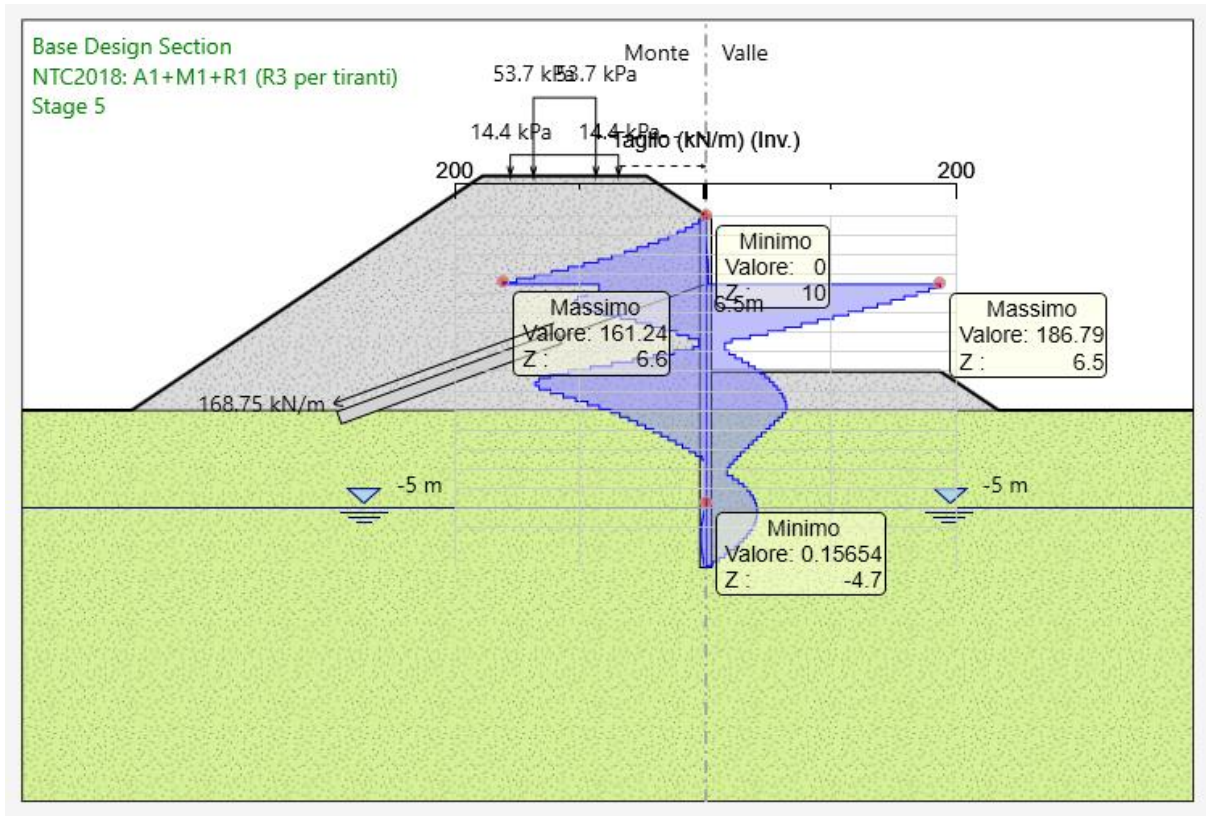 Base Design Section
NTC2018: A1+M1+R1 (R3 per tiranti)
Stage 5
Monte
Valle
53.7 kPa
53.7 kPa
14.4 kPa
14.4 kPa
Taglio (kN/m) (Inv.)
200
200
Minimo
Valore: 0
Z : 10
6.5m
Massimo
Valore: 161.24
Z : 6.6
Massimo
Valore: 186.79
Z : 6.5
168.75 kN/m
-5 m
-5 m
Minimo
Valore: 0.15654
Z : -4.7